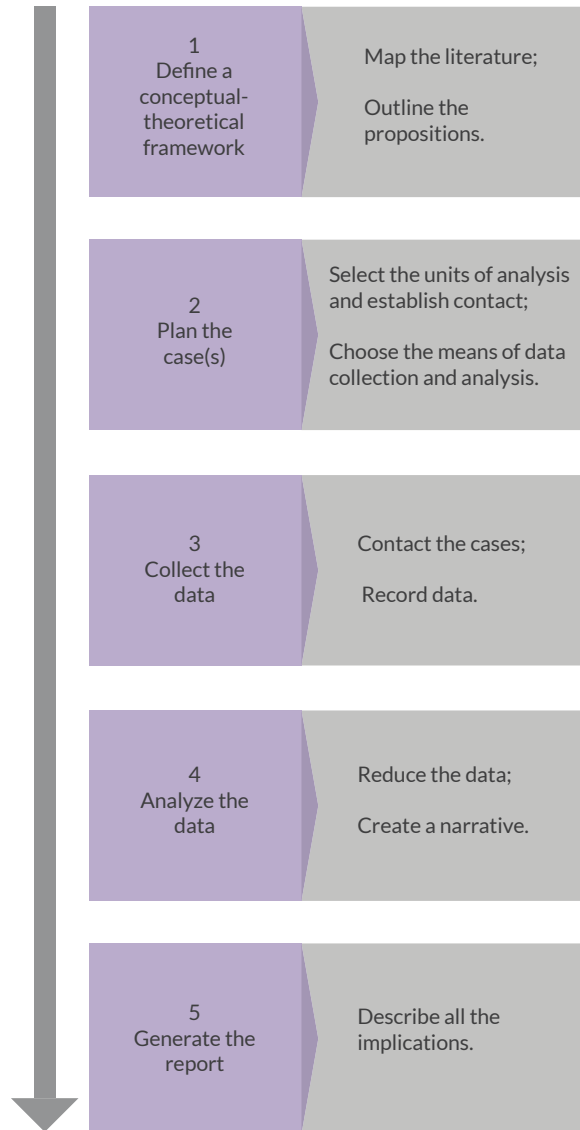 1
Define a
conceptual-
theoretical
framework
Map the literature;
Outline the
propositions.
2
Plan the
case(s)
Select the units of analysis
and establish contact;
Choose the means of data
collection and analysis.
3
Collect the
data
Contact the cases;
Record data.
4
Analyze the
data
Reduce the data;
Create a narrative.
5
Generate the
report
Describe all the
implications.